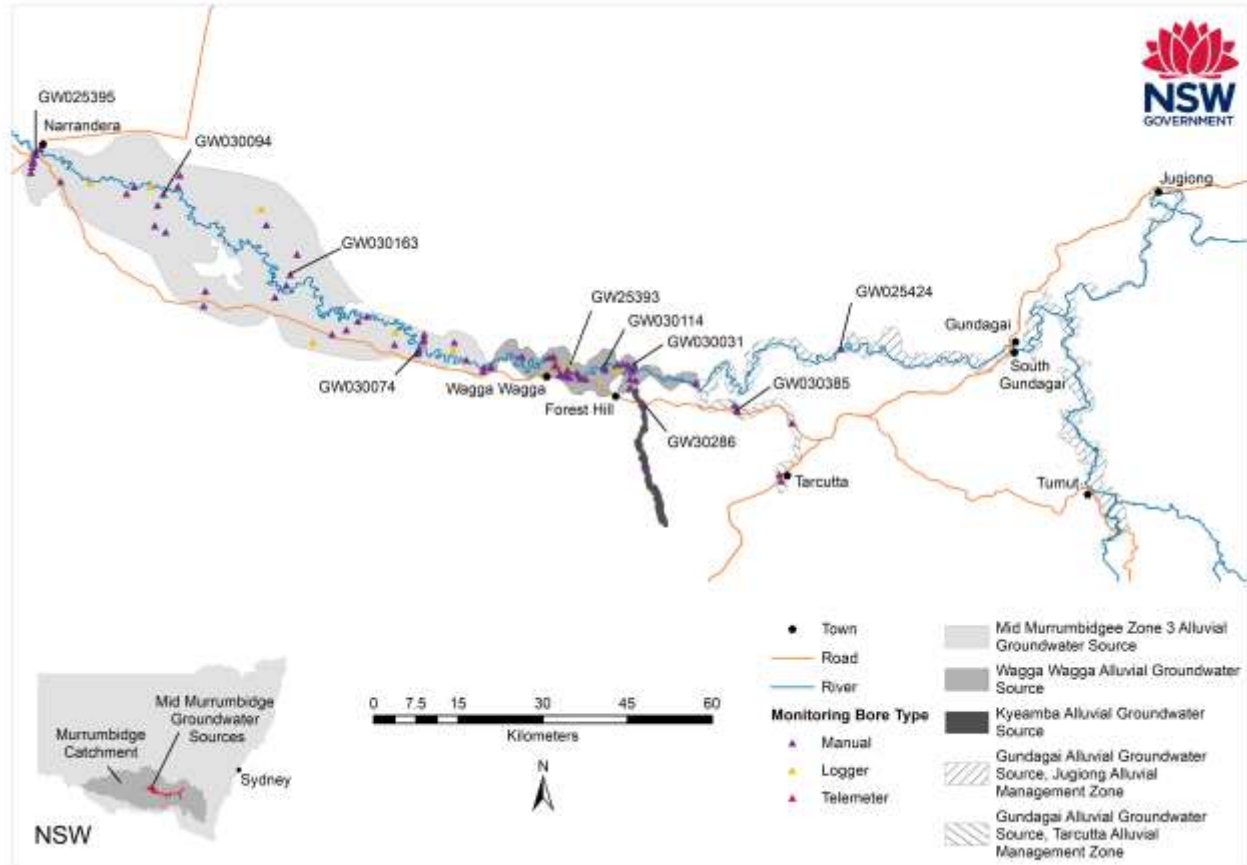 NSW
GOVERNMENT
GW025395
Narrandera
GW030094
Jugiong
GW030163
GW25393
GW025424
GW030114
Gundagai
GW030031
South
Gundagai
GW030074
Wagga Wagga
GW030385
Forest Hill
GW30286
Tarcutta
Tumut
Town
Road
River
Monitoring Bore Type
Manual
Logger
Telemeter
Mid Murrumbidgee Zone 3 Alluvial
Groundwater Source
Wagga Wagga Alluvial Groundwater
Source
Kyeamba Alluvial Groundwater
Source
Gundagai Alluvial Groundwater
Source, Jugiong Alluvial
Management Zone
Gundagai Alluvial Groundwater
Source, Tarcutta Alluvial
Management Zone
0 7.5 15 30 45 60
Kilometers
N
Mid Murrumbidge
Groundwater
Sources
Murrumbidge
Catchment
Sydney
NSW